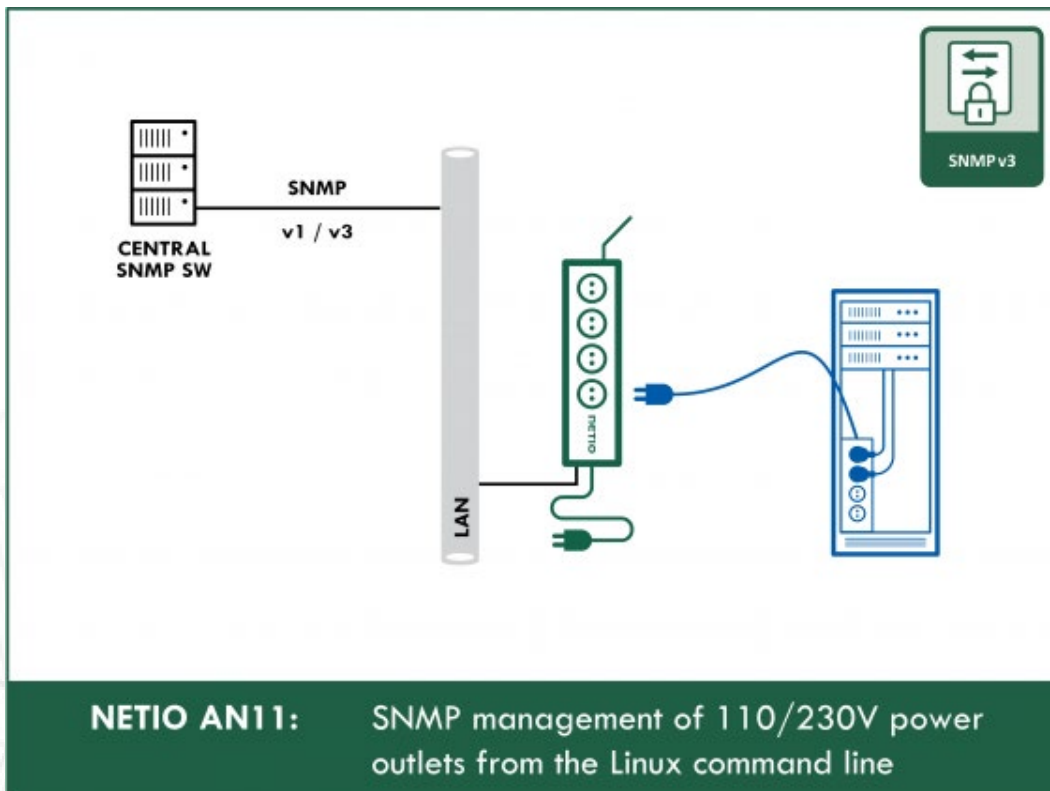 SNMP v3
SNMP
v1 / v3
CENTRAL
SNMP SW
NETIO
LAN
NETIO AN11:
SNMP management of 110/230V power
outlets from the Linux command line